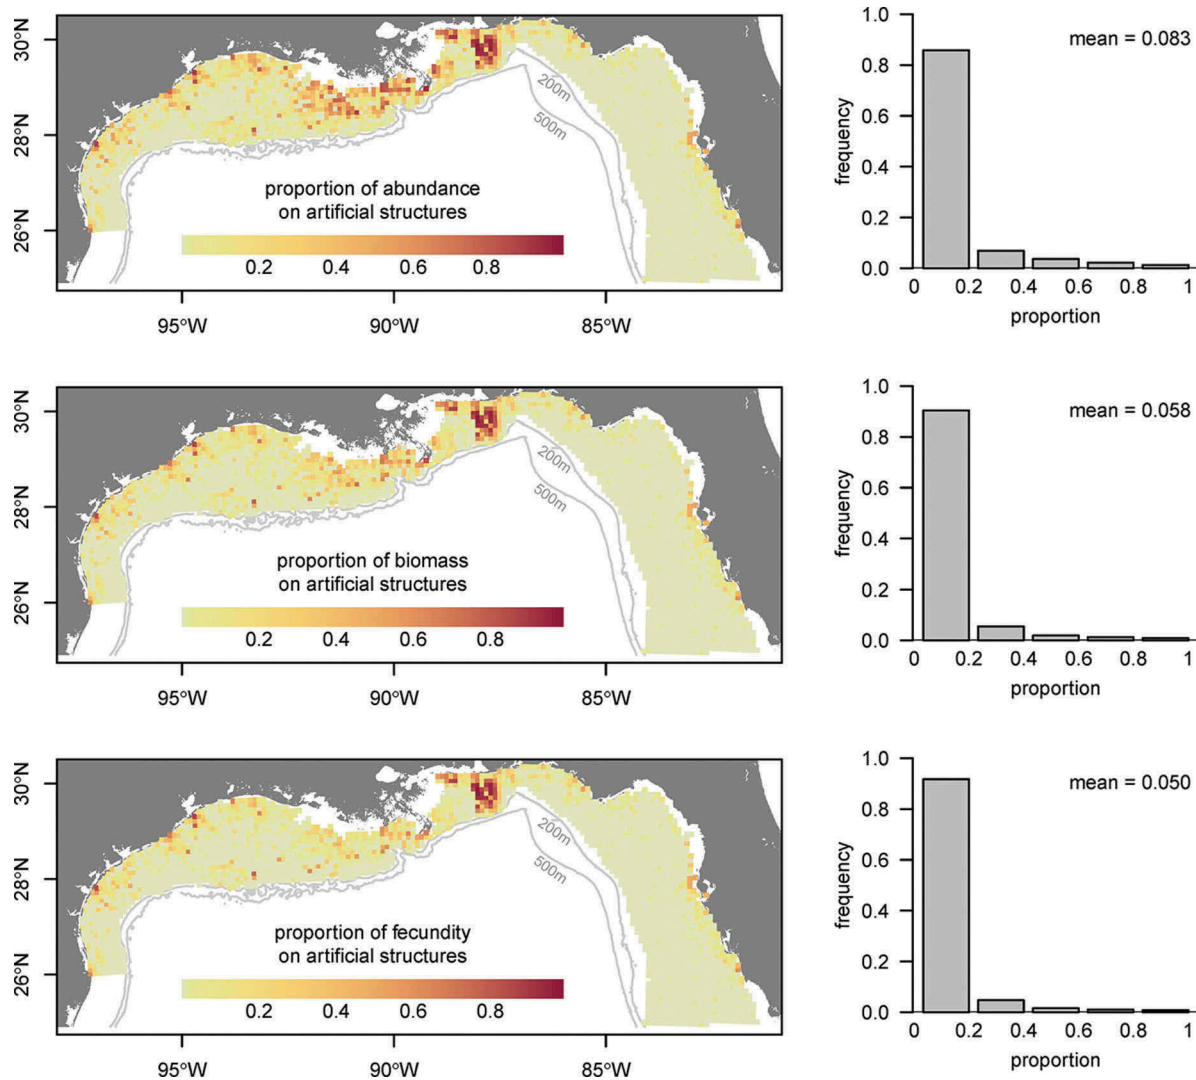 30°N
28°N
26°N
200m
500m
proportion of abundance
on artificial structures
0.2 0.4 0.6 0.8
95°W 90°W 85°W
1.0
0.8
0.6
0.4
0.2
0.0
frequency
mean = 0.083
0 0.2 0.4 0.6 0.8 1
proportion
30°N
28°N
26°N
200m
500m
proportion of biomass
on artificial structures
0.2 0.4 0.6 0.8
95°W 90°W 85°W
1.0
0.8
0.6
0.4
0.2
0.0
frequency
mean = 0.058
0 0.2 0.4 0.6 0.8 1
proportion
30°N
28°N
26°N
200m
500m
proportion of fecundity
on artificial structures
0.2 0.4 0.6 0.8
95°W 90°W 85°W
1.0
0.8
0.6
0.4
0.2
0.0
frequency
mean = 0.050
0 0.2 0.4 0.6 0.8 1
proportion